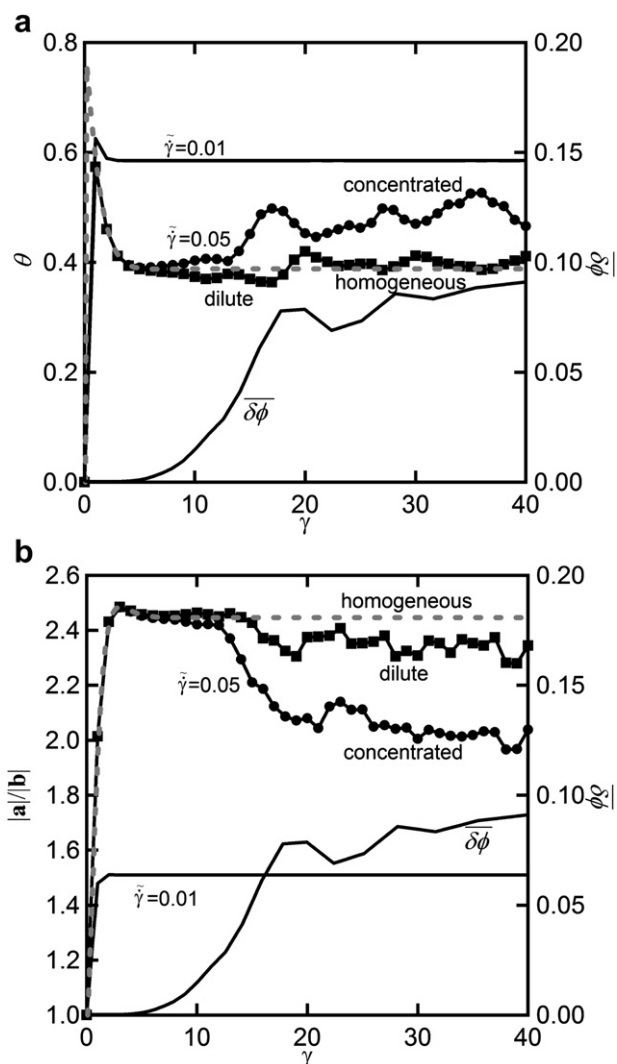 a
0.8
0.6
0.4
0.2
0.0
θ
0.20
0.15
0.10
0.05
0.00
δϕ̅
γ̇̃=0.01
concentrated
γ̇̃=0.05
homogeneous
dilute
δϕ̅
0 10 20 30 40
γ
b
2.6
2.4
2.2
2.0
1.8
1.6
1.4
1.2
1.0
|a|/|b|
0.20
0.15
0.10
0.05
0.00
δϕ̅
homogeneous
dilute
γ̇̃=0.05
concentrated
δϕ̅
γ̇̃=0.01
0 10 20 30 40
γ